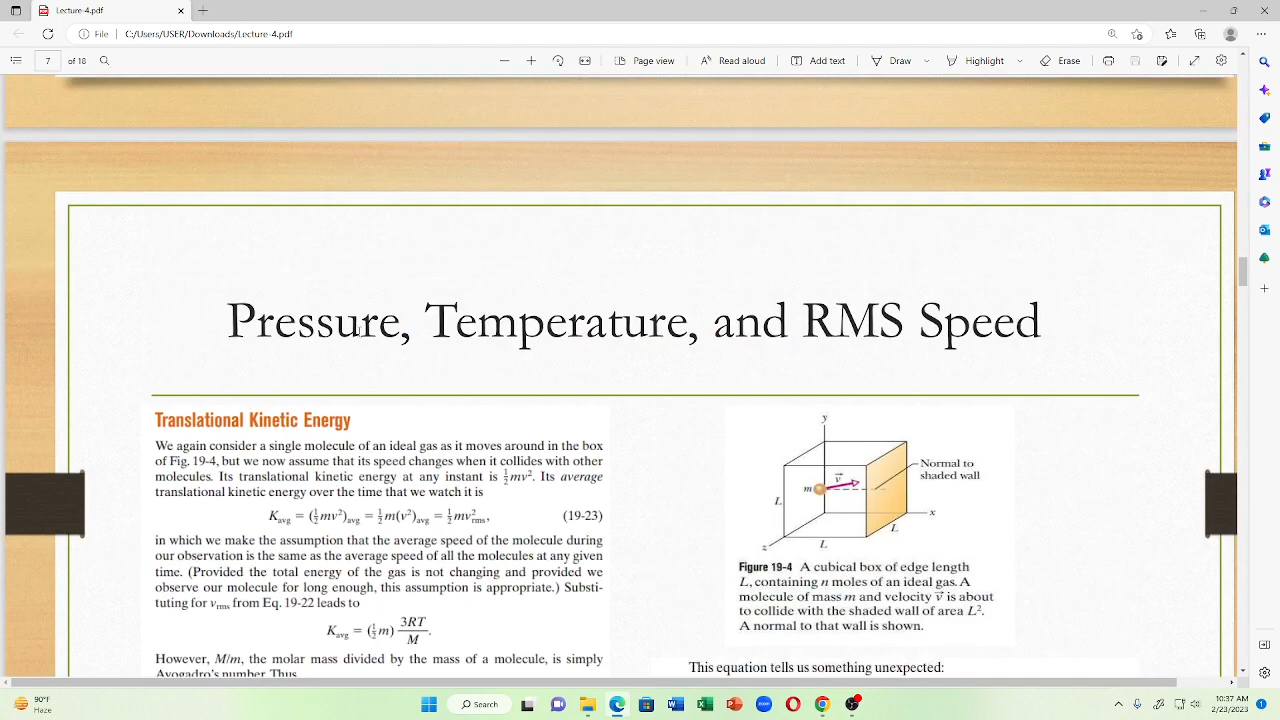 Lecture-4.pdf
File C:/Users/USER/Observations/Lecture-4.pdf
7 of 18 Page view Read aloud Add text Draw Highlight Erase
Pressure, Temperature, and RMS Speed
Translational Kinetic Energy
We again consider a single molecule of an ideal gas as it moves around in the box
of Fig. 19-4, but we now assume that its speed changes when it collides with other
molecules. Its translational kinetic energy at any instant is ½mv². Its average
translational kinetic energy over the time that we watch it is
K_avg = (½mv²)_avg = ½m(v²)_avg = ½mv²_rms, (19-23)
in which we make the assumption that the average speed of the molecule during
our observation is the same as the average speed of all the molecules at any given
time. (Provided the total energy of the gas is not changing and provided we
observe our molecule for long enough, this assumption is appropriate.) Substi-
tuting for v_rms from Eq. 19-22 leads to
K_avg = (½m) 3RT/M.
However, M/m, the molar mass divided by the mass of a molecule, is simply
Avogadro's number. Thus,
y
Normal to
shaded wall
v
m
L
x
L
z
L
Figure 19-4 A cubical box of edge length
L, containing n moles of an ideal gas. A
molecule of mass m and velocity v⃗ is about
to collide with the shaded wall of area L².
A normal to that wall is shown.
This equation tells us something unexpected:
70°F
Haze
Search
10:37 AM
2/23/2023